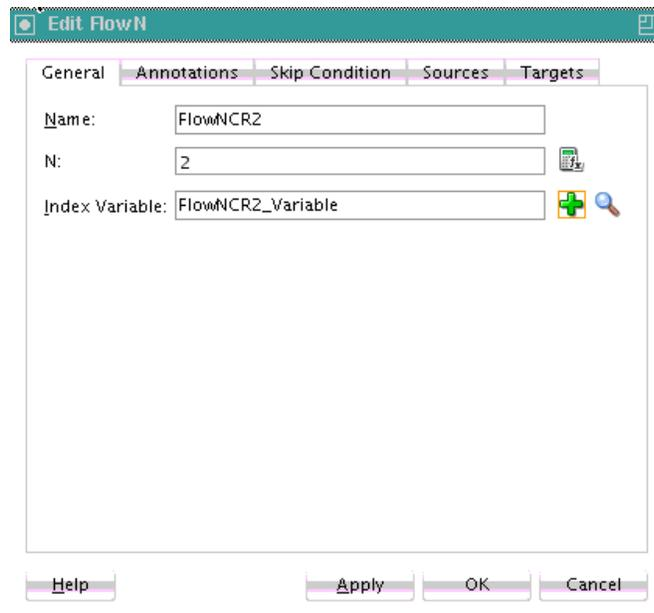 Edit FlowN
General Annotations Skip Condition Sources Targets
Name: FlowNCR2
N: 2
Index Variable: FlowNCR2_Variable
Help Apply OK Cancel